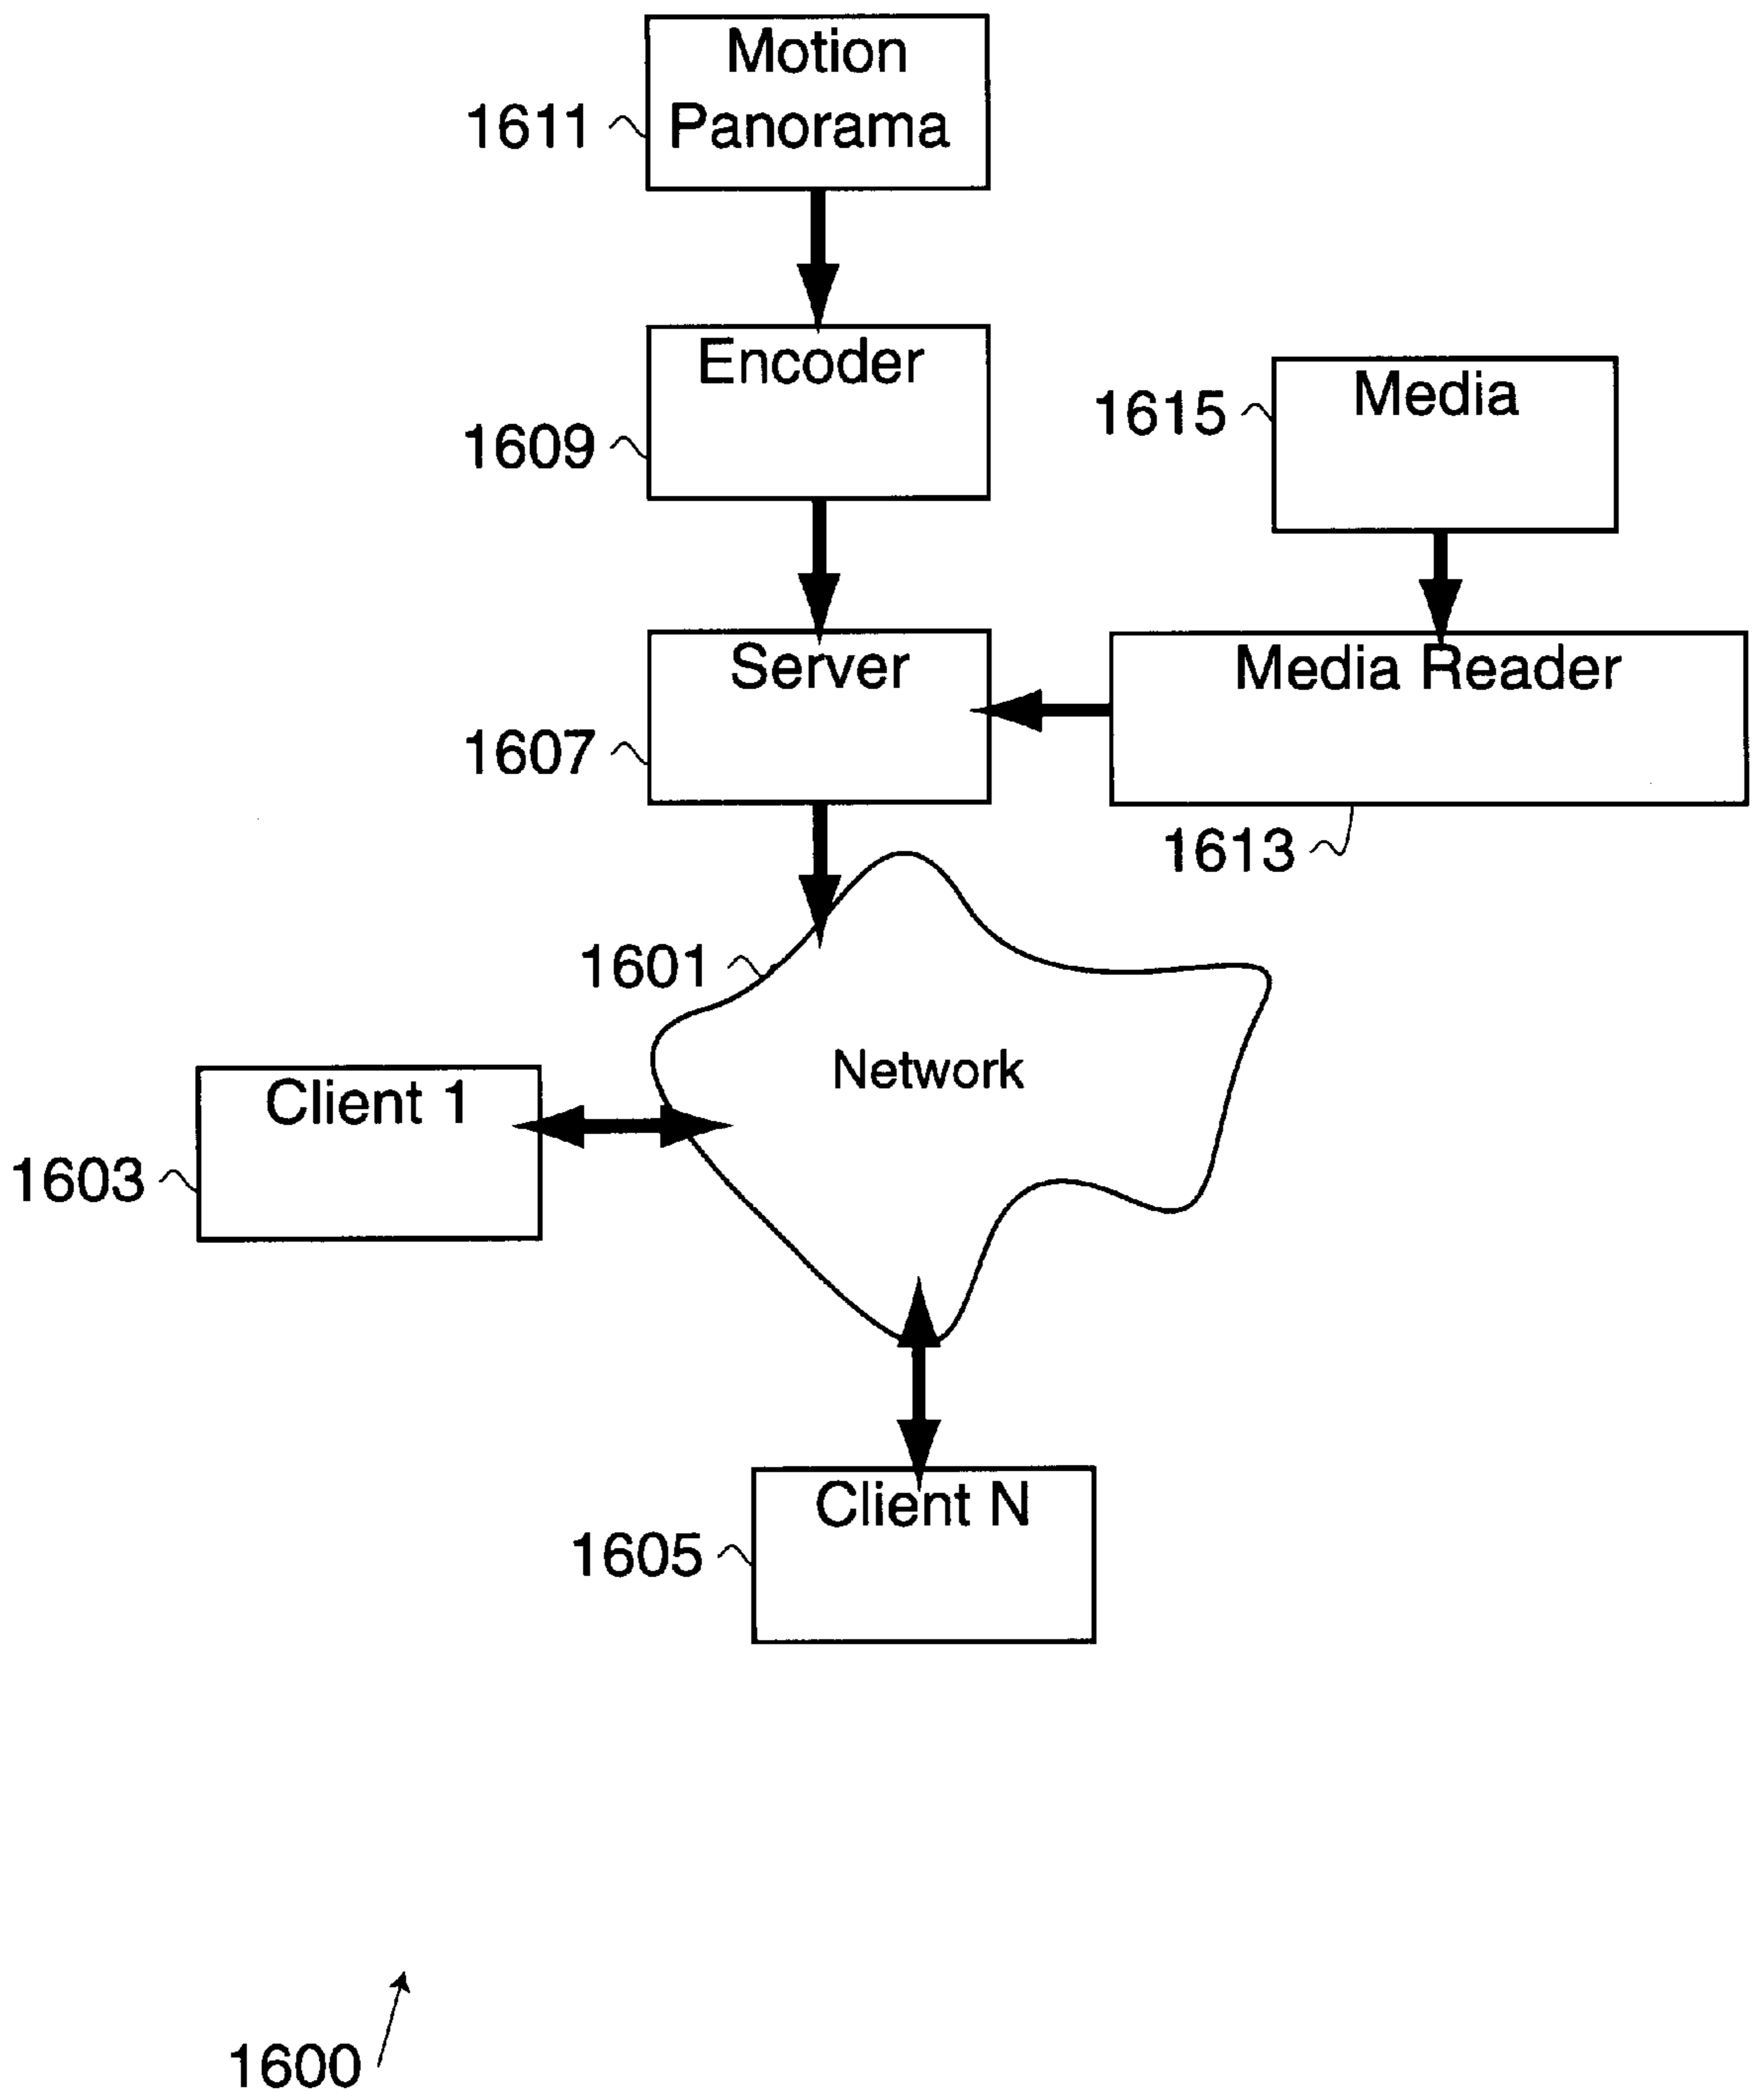 Motion
Panorama
1611
Encoder
1609
Media
1615
Server
1607
Media Reader
1613
1601
Network
Client 1
1603
Client N
1605
1600